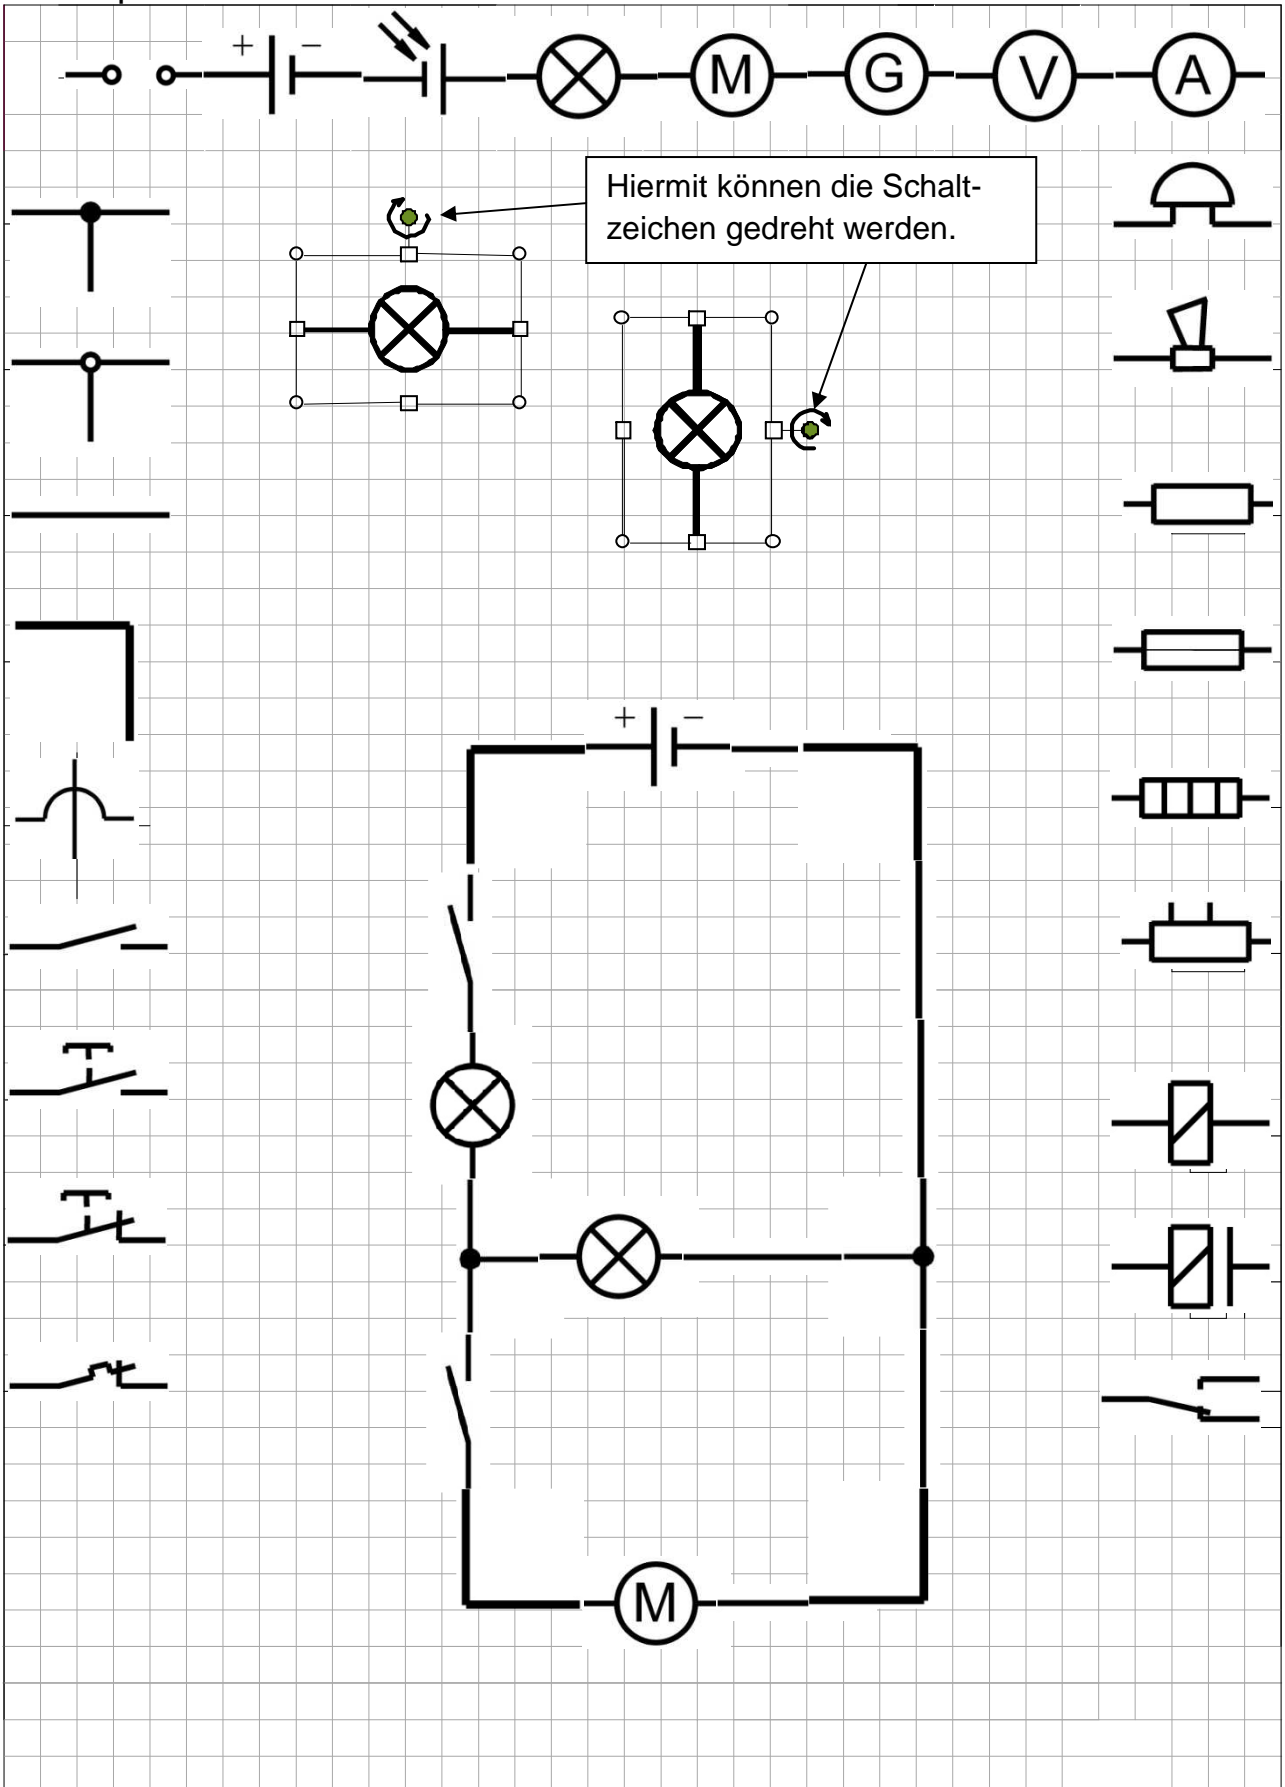 + −
M
G
V
A
Hiermit können die Schalt-
zeichen gedreht werden.
+ −
M